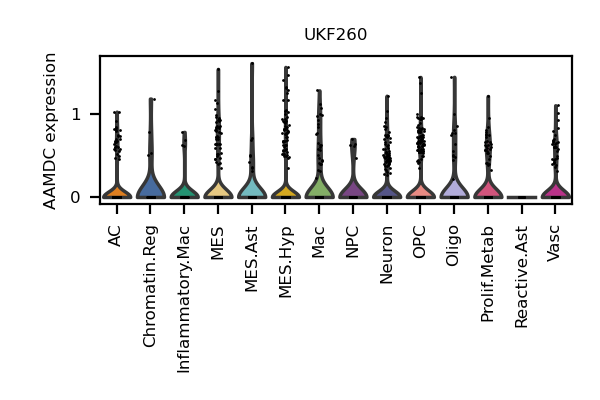 UKF260
AAMDC expression
1
0
AC
Chromatin.Reg
Inflammatory.Mac
MES
MES.Ast
MES.Hyp
Mac
NPC
Neuron
OPC
Oligo
Prolif.Metab
Reactive.Ast
Vasc